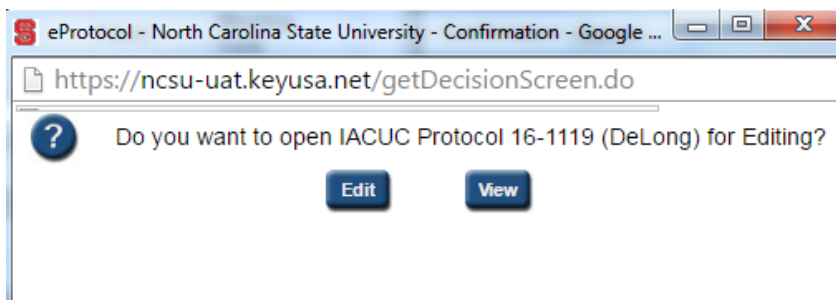 eProtocol - North Carolina State University - Confirmation - Google ...
https://ncsu-uat.keyusa.net/getDecisionScreen.do
Do you want to open IACUC Protocol 16-1119 (DeLong) for Editing?
Edit View